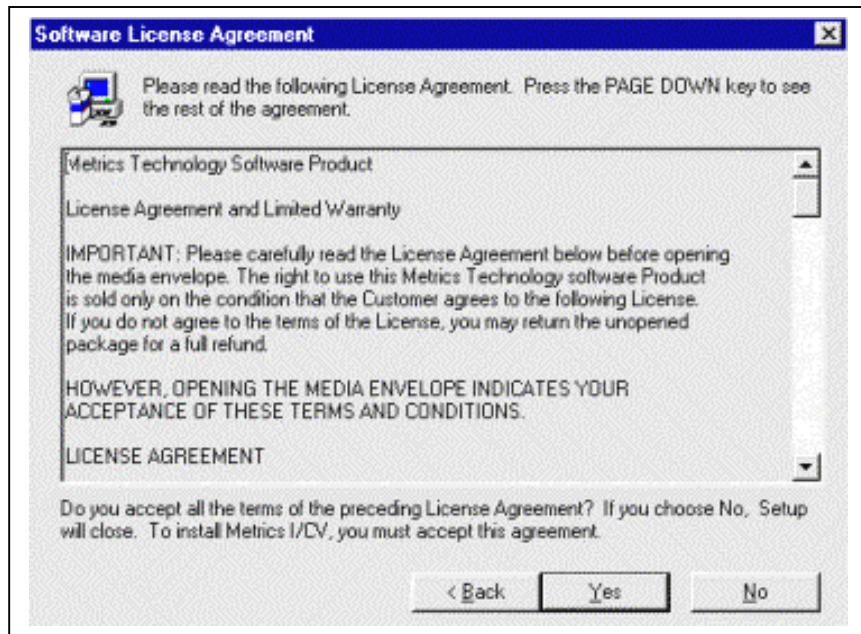 Software License Agreement
Please read the following License Agreement. Press the PAGE DOWN key to see
the rest of the agreement.
Metrics Technology Software Product
License Agreement and Limited Warranty
IMPORTANT: Please carefully read the License Agreement below before opening
the media envelope. The right to use this Metrics Technology software Product
is sold only on the condition that the Customer agrees to the following License.
If you do not agree to the terms of the License, you may return the unopened
package for a full refund.
HOWEVER, OPENING THE MEDIA ENVELOPE INDICATES YOUR
ACCEPTANCE OF THESE TERMS AND CONDITIONS.
LICENSE AGREEMENT
Do you accept all the terms of the preceding License Agreement? If you choose No, Setup
will close. To install Metrics I/CV, you must accept this agreement.
< Back Yes No